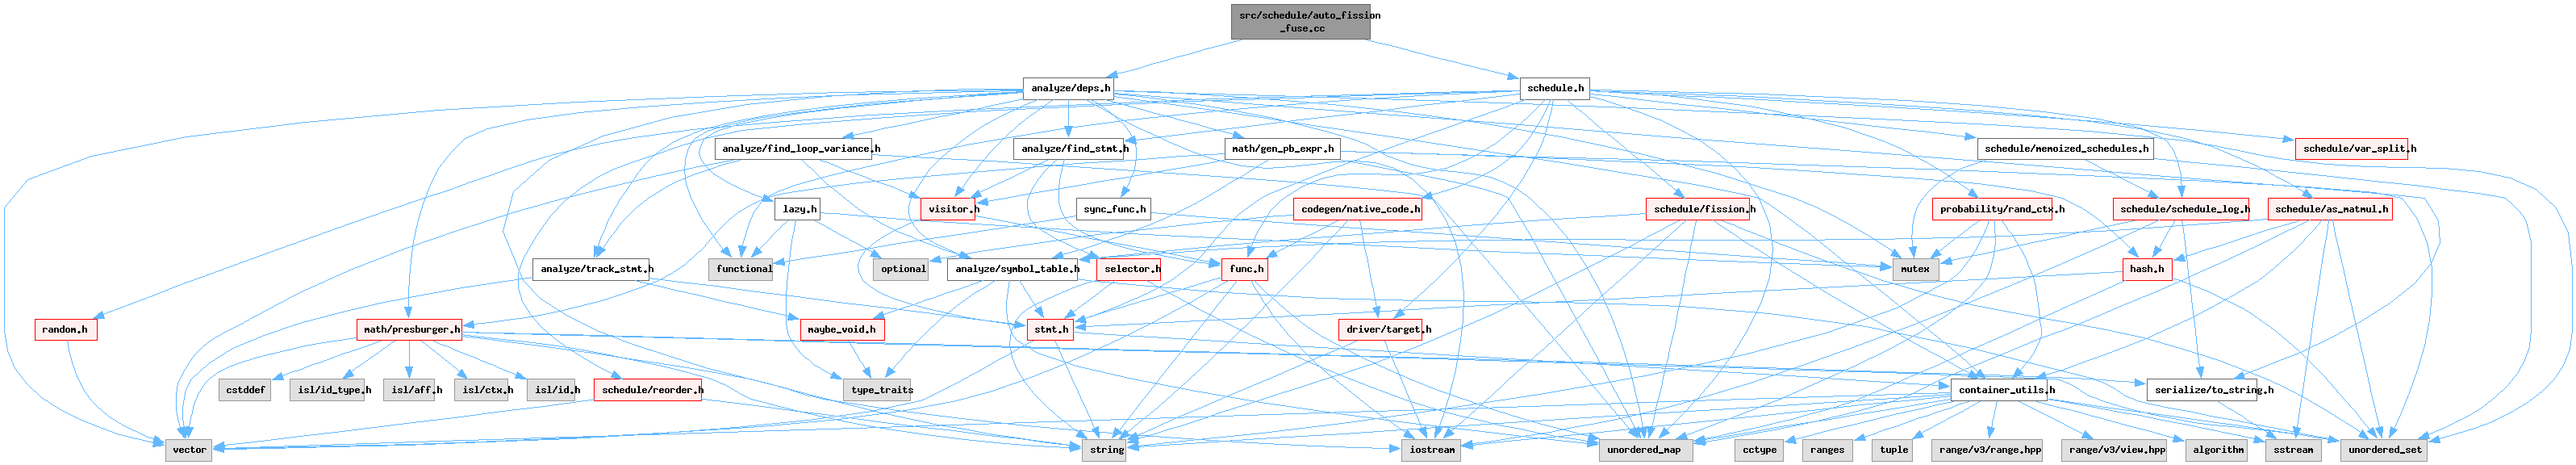 src/schedule/auto_fission
_fuse.cc
analyze/deps.h
schedule.h
analyze/find_loop_variance.h
analyze/find_stmt.h
math/gen_pb_expr.h
schedule/memoized_schedules.h
schedule/var_split.h
lazy.h
visitor.h
sync_func.h
codegen/native_code.h
schedule/fission.h
probability/rand_ctx.h
schedule/schedule_log.h
schedule/as_matmul.h
analyze/track_stmt.h
functional
optional
analyze/symbol_table.h
selector.h
func.h
mutex
hash.h
random.h
math/presburger.h
maybe_void.h
stmt.h
driver/target.h
cstddef
isl/id_type.h
isl/aff.h
isl/ctx.h
isl/id.h
schedule/reorder.h
type_traits
container_utils.h
serialize/to_string.h
vector
string
iostream
unordered_map
cctype
ranges
tuple
range/v3/range.hpp
range/v3/view.hpp
algorithm
sstream
unordered_set